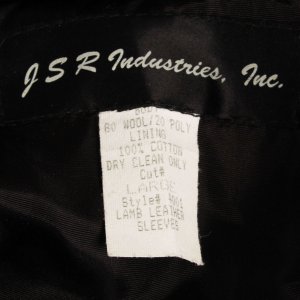 J S R Industries, Inc.
80 WOOL/20 POLY
LINING
100% COTTON
DRY CLEAN ONLY
Cut#
LARGE
Style#
LAMB LEATHER
SLEEVES